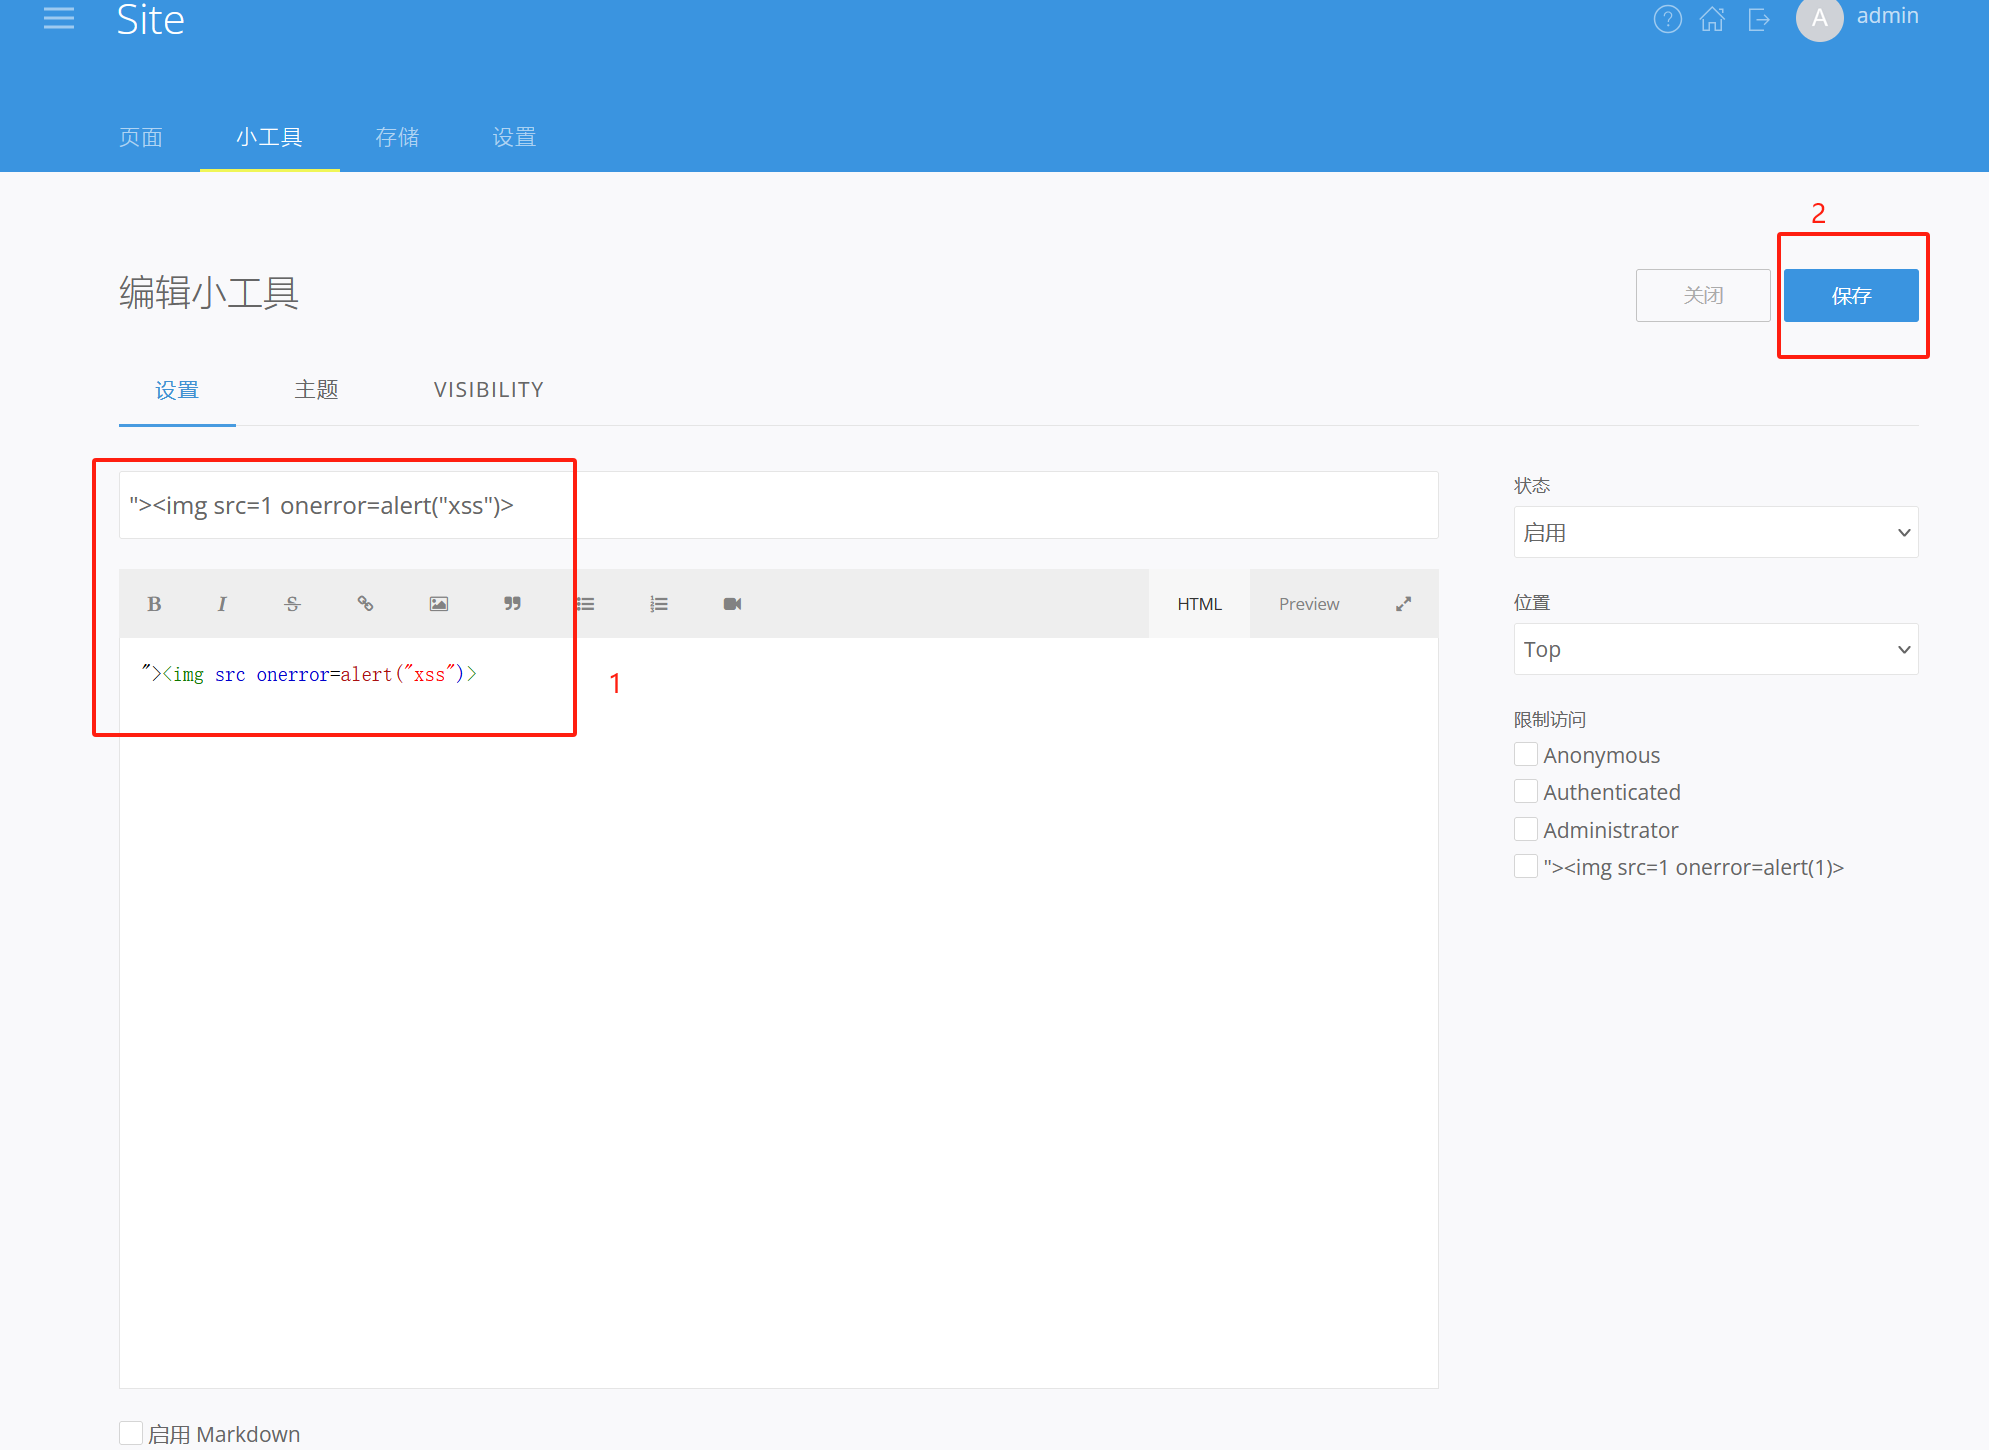 Site
admin
A
页面
小工具
存储
设置
2
编辑小工具
关闭
保存
设置
主题
VISIBILITY
"><img src=1 onerror=alert("xss")>
B I S
HTML
Preview
"><img src onerror=alert("xss")>
1
状态
启用
位置
Top
限制访问
Anonymous
Authenticated
Administrator
"><img src=1 onerror=alert(1)>
启用 Markdown